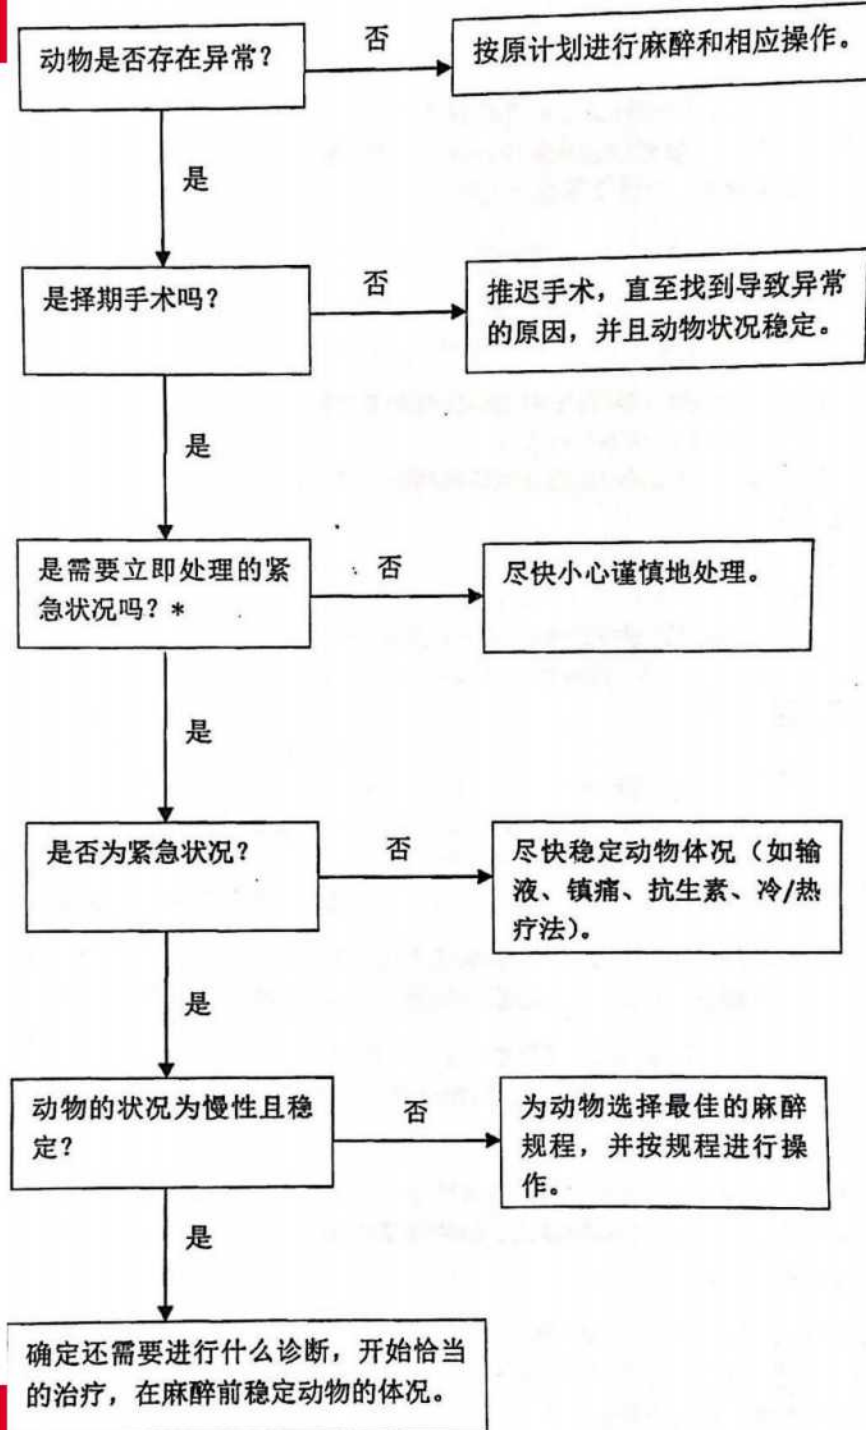 动物是否存在异常？
否
按原计划进行麻醉和相应操作。
是
是择期手术吗？
否
推迟手术，直至找到导致异常
的原因，并且动物状况稳定。
是
是需要立即处理的紧
急状况吗？*
否
尽快小心谨慎地处理。
是
是否为紧急状况？
否
尽快稳定动物体况（如输
液、镇痛、抗生素、冷/热
疗法）。
是
动物的状况为慢性且稳
定？
否
为动物选择最佳的麻醉
规程，并按规程进行操
作。
是
确定还需要进行什么诊断，开始恰当
的治疗，在麻醉前稳定动物的体况。